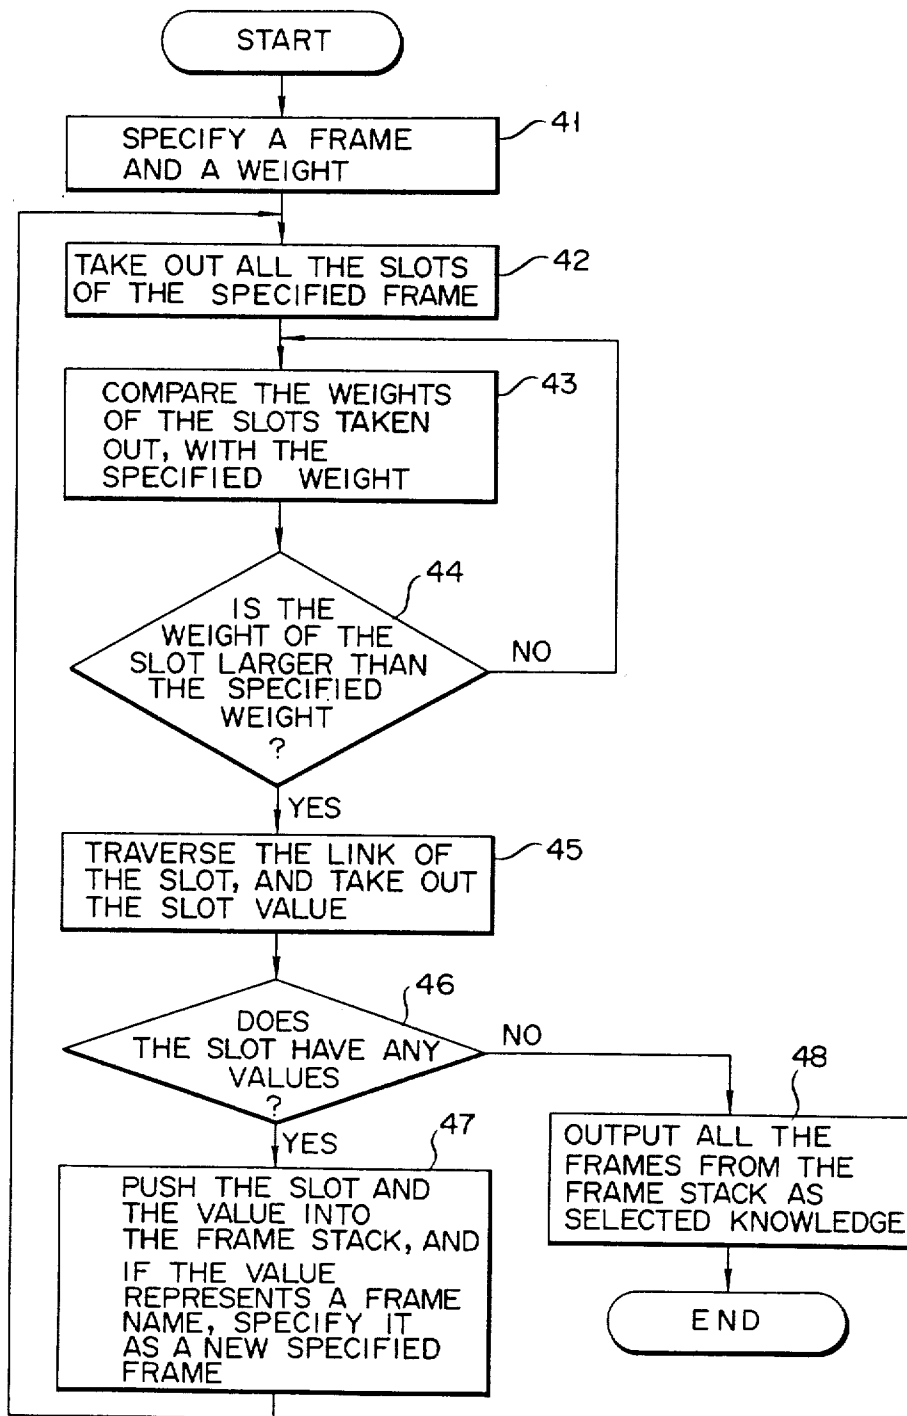 START
41
SPECIFY A FRAME
AND A WEIGHT
42
TAKE OUT ALL THE SLOTS
OF THE SPECIFIED FRAME
43
COMPARE THE WEIGHTS
OF THE SLOTS TAKEN
OUT, WITH THE
SPECIFIED WEIGHT
44
IS THE
WEIGHT OF THE
SLOT LARGER THAN
THE SPECIFIED
WEIGHT
?
NO
YES
45
TRAVERSE THE LINK OF
THE SLOT, AND TAKE OUT
THE SLOT VALUE
46
DOES
THE SLOT HAVE ANY
VALUES
?
NO
YES
47
PUSH THE SLOT AND
THE VALUE INTO
THE FRAME STACK, AND
IF THE VALUE
REPRESENTS A FRAME
NAME, SPECIFY IT
AS A NEW SPECIFIED
FRAME
48
OUTPUT ALL THE
FRAMES FROM THE
FRAME STACK AS
SELECTED KNOWLEDGE
END